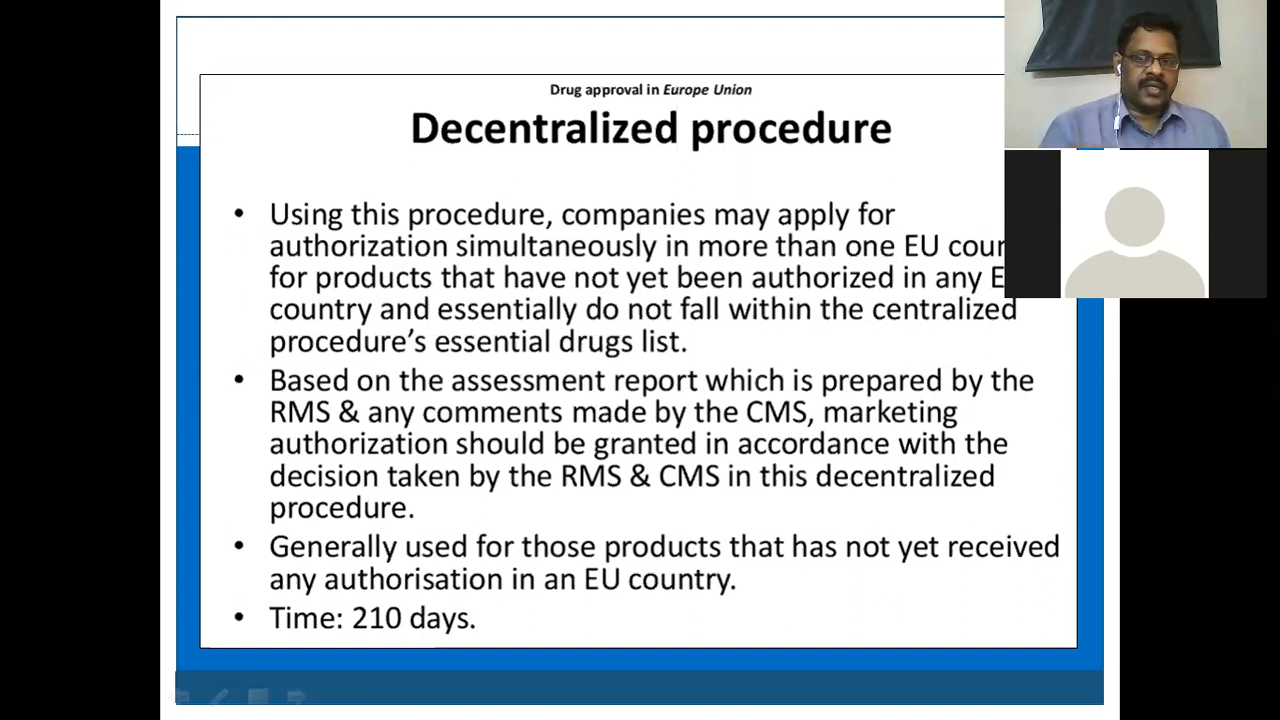 Drug approval in Europe Union
Decentralized procedure
• Using this procedure, companies may apply for
authorization simultaneously in more than one EU
for products that have not yet been authorized in any
country and essentially do not fall within the centralized
procedure’s essential drugs list.
• Based on the assessment report which is prepared by the
RMS & any comments made by the CMS, marketing
authorization should be granted in accordance with the
decision taken by the RMS & CMS in this decentralized
procedure.
• Generally used for those products that has not yet received
any authorisation in an EU country.
• Time: 210 days.